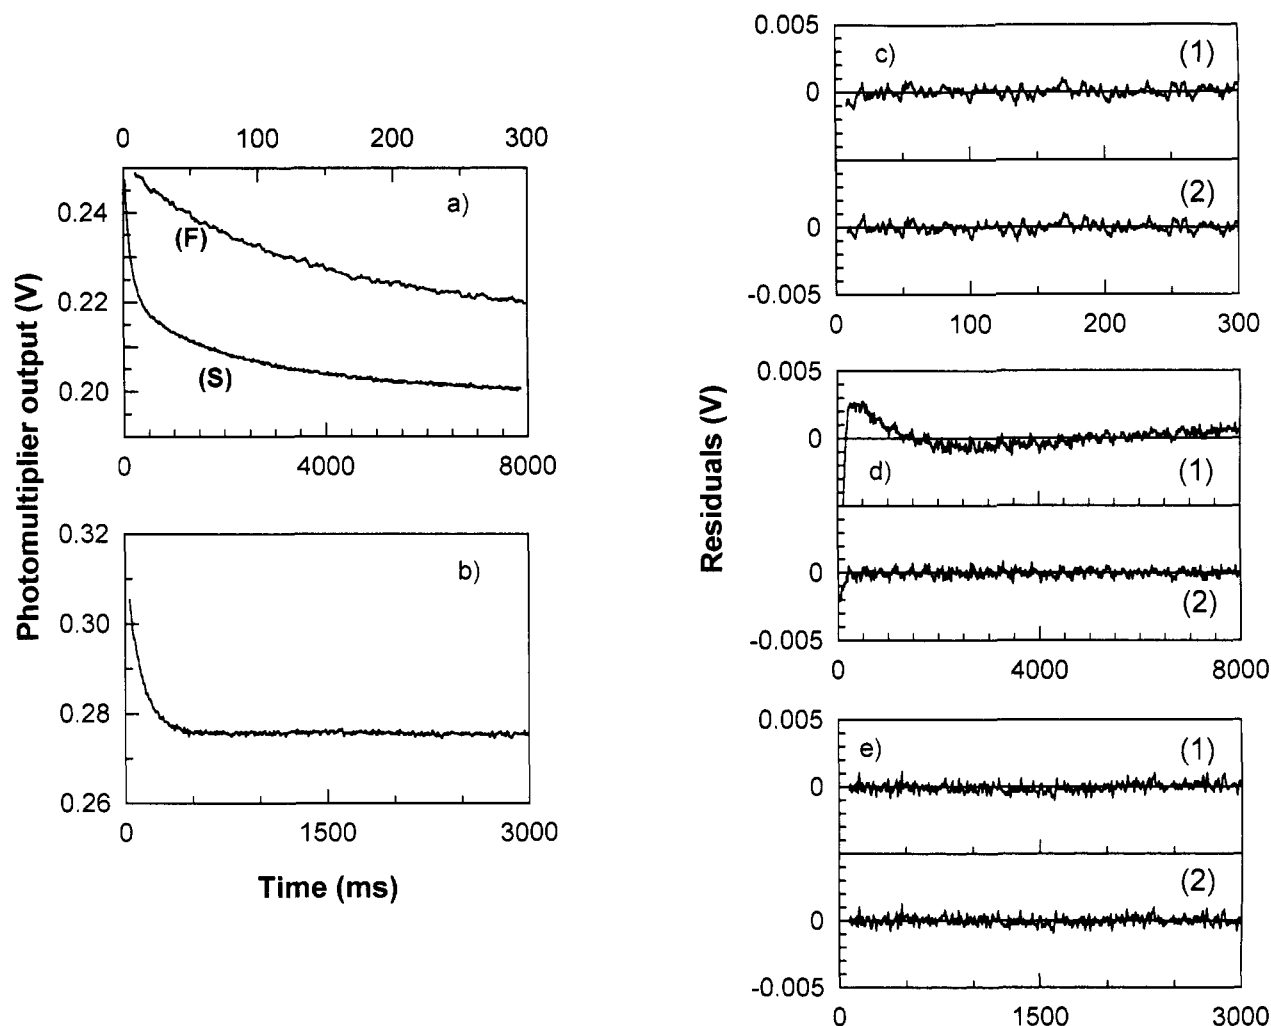 0 100 200 300
0.24
0.22
0.20
a)
(F)
(S)
0 4000 8000
0.32
0.30
0.28
0.26
b)
0 1500 3000
Photomultiplier output (V)
Time (ms)
0.005
0
c)
(1)
(2)
0
-0.005
0 100 200 300
0.005
0
d)
(1)
0
(2)
-0.005
0 4000 8000
Residuals (V)
0.005
0
e)
(1)
(2)
0
-0.005
0 1500 3000